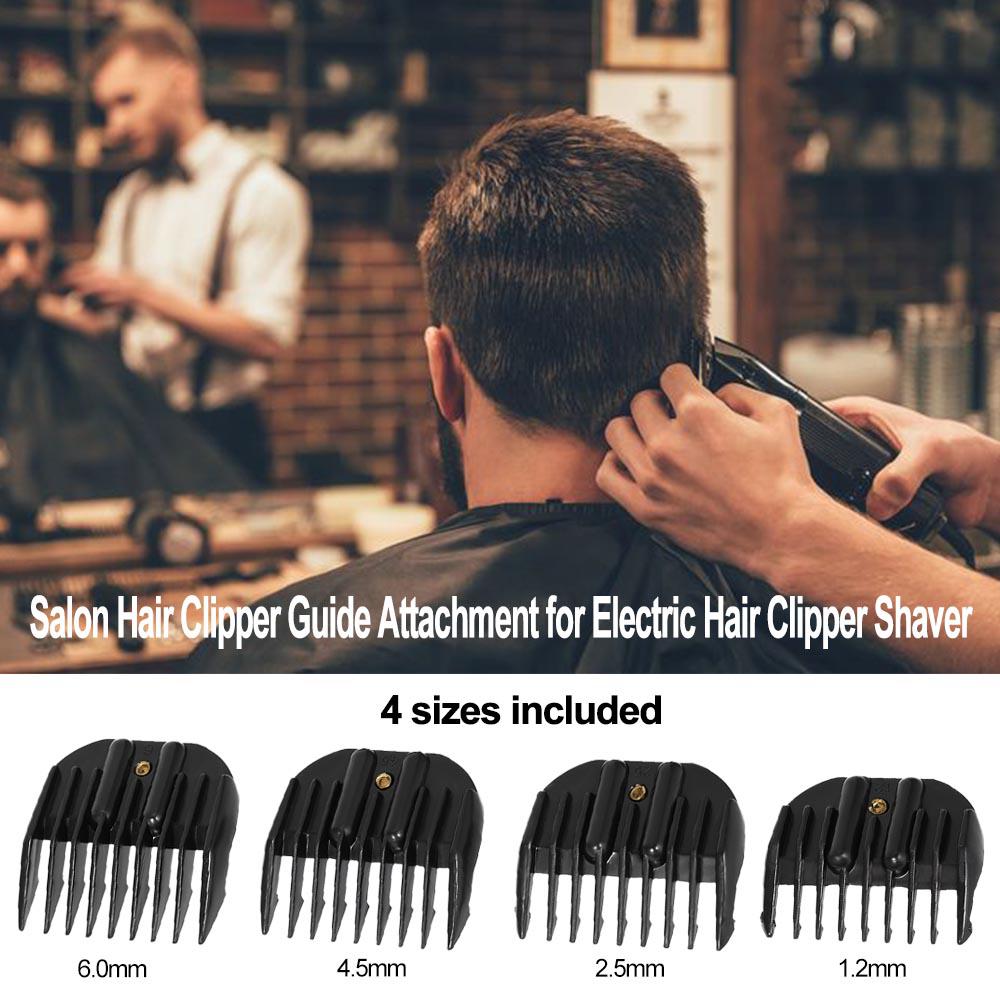 Salon Hair Clipper Guide Attachment for Electric Hair Clipper Shaver
4 sizes included
6.0mm
4.5mm
2.5mm
1.2mm